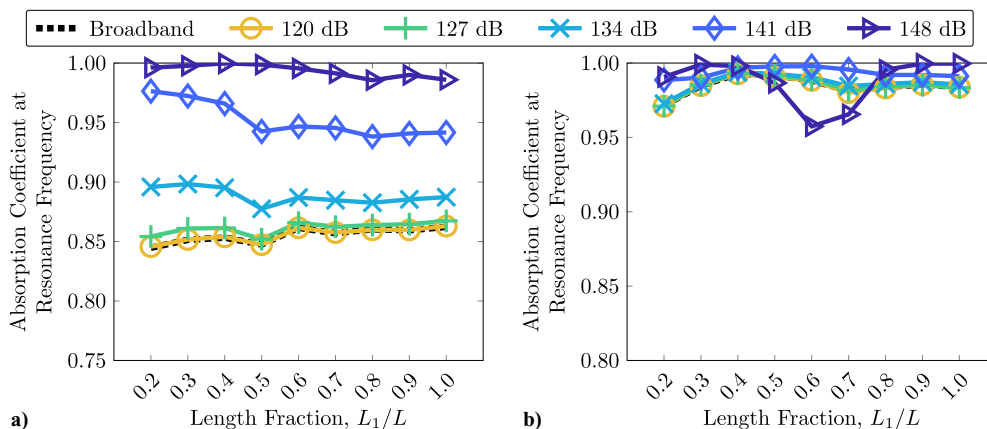 Broadband 120 dB 127 dB 134 dB 141 dB 148 dB
Absorption Coefficient at
Resonance Frequency
1.00
0.95
0.90
0.85
0.80
0.75
0.2 0.3 0.4 0.5 0.6 0.7 0.8 0.9 1.0
Length Fraction, L₁/L
a)
Absorption Coefficient at
Resonance Frequency
1.00
0.95
0.90
0.85
0.80
0.2 0.3 0.4 0.5 0.6 0.7 0.8 0.9 1.0
Length Fraction, L₁/L
b)